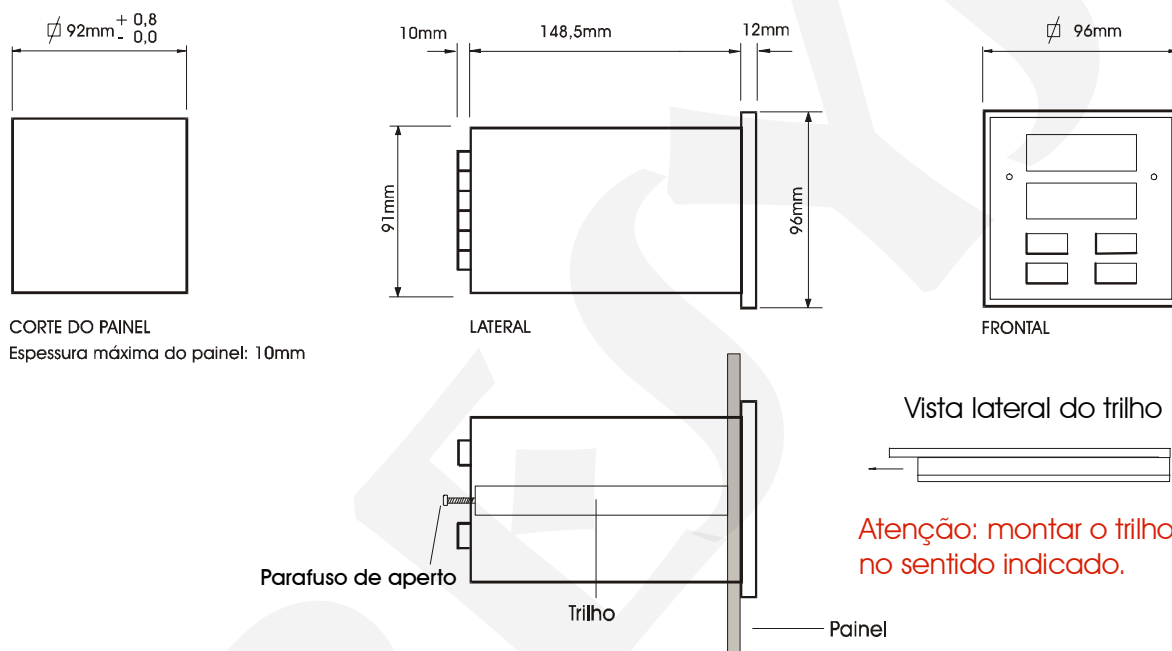 92mm + 0,8 - 0,0
10mm
148,5mm
12mm
96mm
91mm
96mm
CORTE DO PAINEL
Espessura máxima do painel: 10mm
LATERAL
FRONTAL
Vista lateral do trilho
Atenção: montar o trilho
no sentido indicado.
Parafuso de aperto
Trilho
Painel